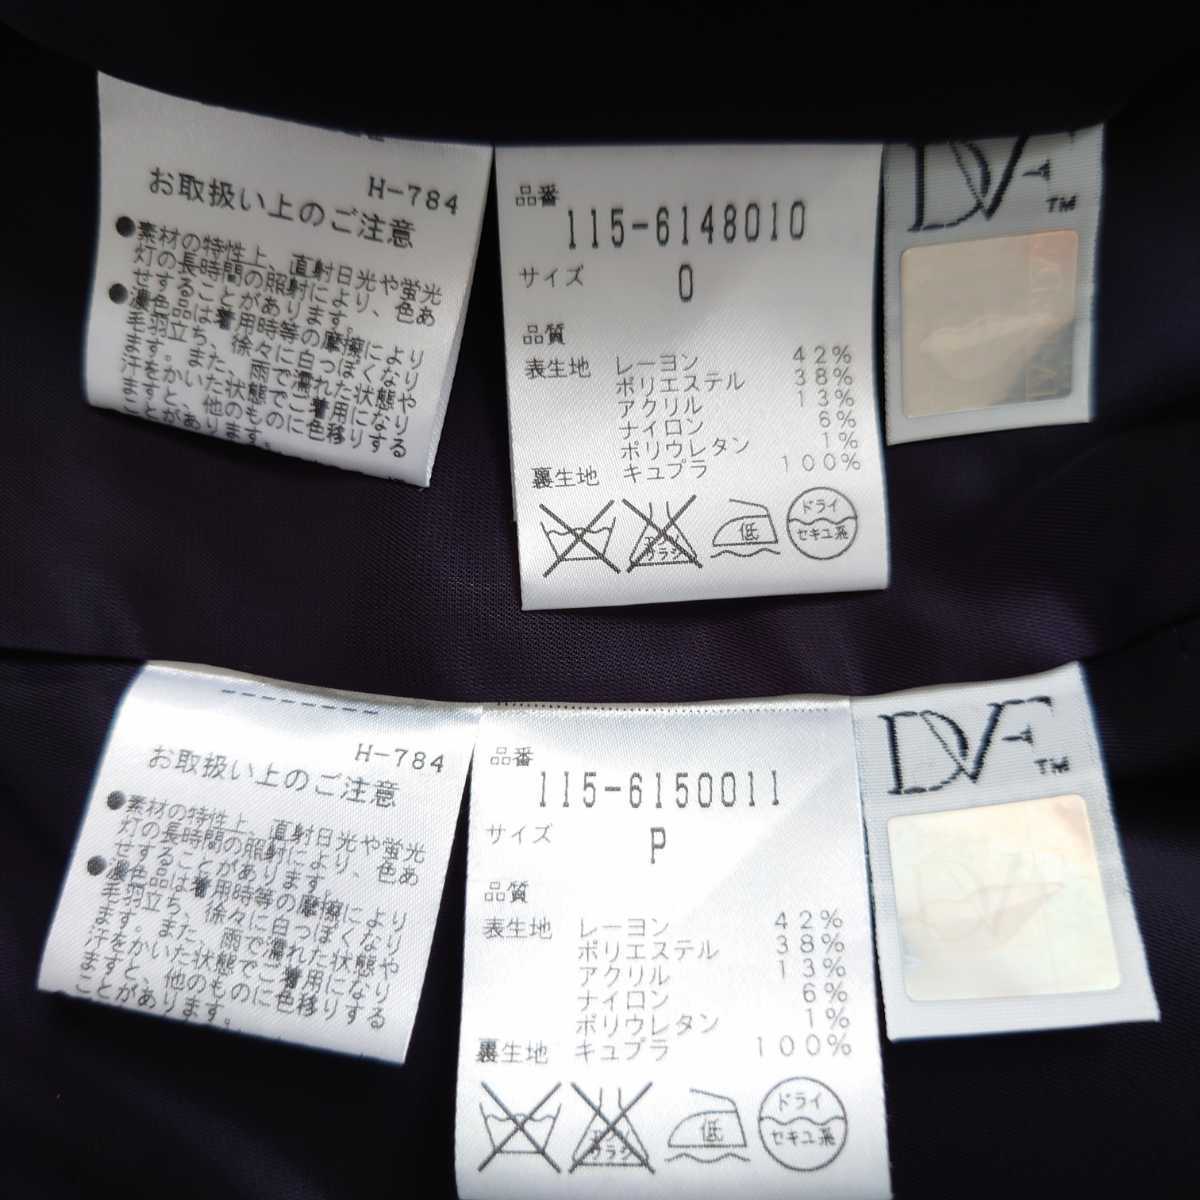 H-784
お取扱い上のご注意
●素材の特性上、直射日光や蛍光
灯の長時間の照射により、色あ
せすることがあります。
●濃色品は着用時等の摩擦により
毛羽立ち、徐々に白っぽくなり
ます。また、雨で濡れた状態や
汗をかいた状態でご着用になり
ますと、他のものに色移りする
ことがあります。
品番
115-6148010
サイズ
0
品質
表生地 レーヨン 42%
ポリエステル 38%
アクリル 13%
ナイロン 6%
ポリウレタン 1%
裏生地 キュプラ 100%
低
ドライ
セキユ系
DVF
TM
H-784
お取扱い上のご注意
●素材の特性上、直射日光や蛍光
灯の長時間の照射により、色あ
せすることがあります。
●濃色品は着用時等の摩擦により
毛羽立ち、徐々に白っぽくなり
ます。また、雨で濡れた状態や
汗をかいた状態でご着用になり
ますと、他のものに色移りする
ことがあります。
品番
115-6150011
サイズ
P
品質
表生地 レーヨン 42%
ポリエステル 38%
アクリル 13%
ナイロン 6%
ポリウレタン 1%
裏生地 キュプラ 100%
低
ドライ
セキユ系
DVF
TM